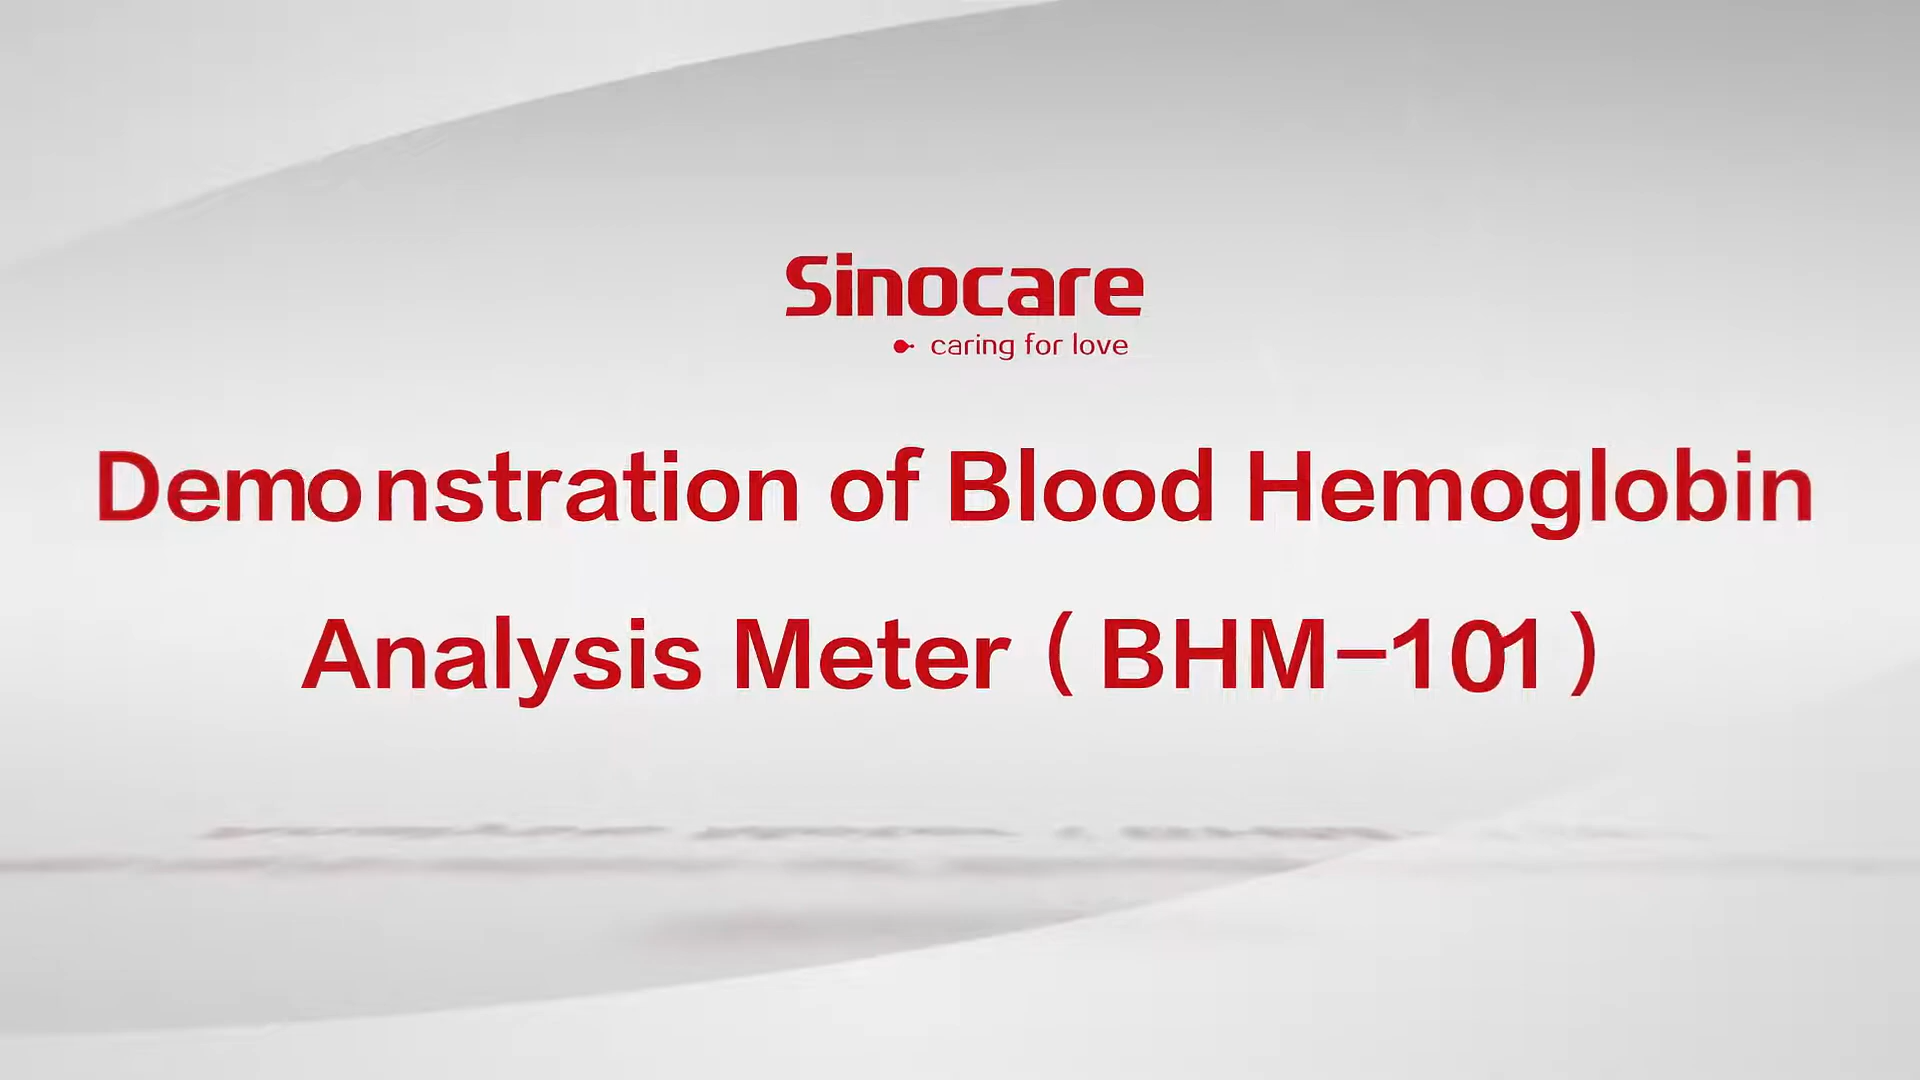 Sinocare
caring for love
Demonstration of Blood Hemoglobin
Analysis Meter (BHM-101)